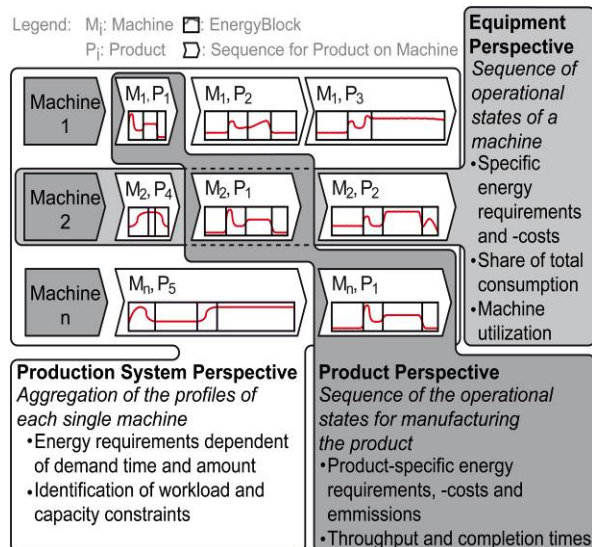 Legend: Mi: Machine : EnergyBlock
Pi: Product : Sequence for Product on Machine
Equipment
Perspective
Sequence of
operational
states of a
machine
•Specific
energy
requirements
and -costs
•Share of total
consumption
•Machine
utilization
Machine
1
M1, P1
M1, P2
M1, P3
Machine
2
M2, P4
M2, P1
M2, P2
Machine
n
Mn, P5
Mn, P1
Production System Perspective
Aggregation of the profiles of
each single machine
•Energy requirements dependent
of demand time and amount
•Identification of workload and
capacity constraints
Product Perspective
Sequence of the operational
states for manufacturing
the product
•Product-specific energy
requirements, -costs and
emmissions
•Throughput and completion times